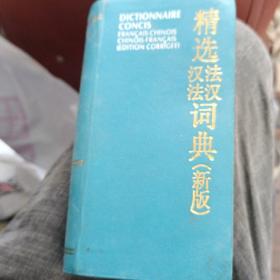 DICTIONNAIRE
CONCIS
FRANÇAIS-CHINOIS
CHINOIS-FRANÇAIS
(ÉDITION CORRIGÉE)
精选法汉
汉法词典(新版)